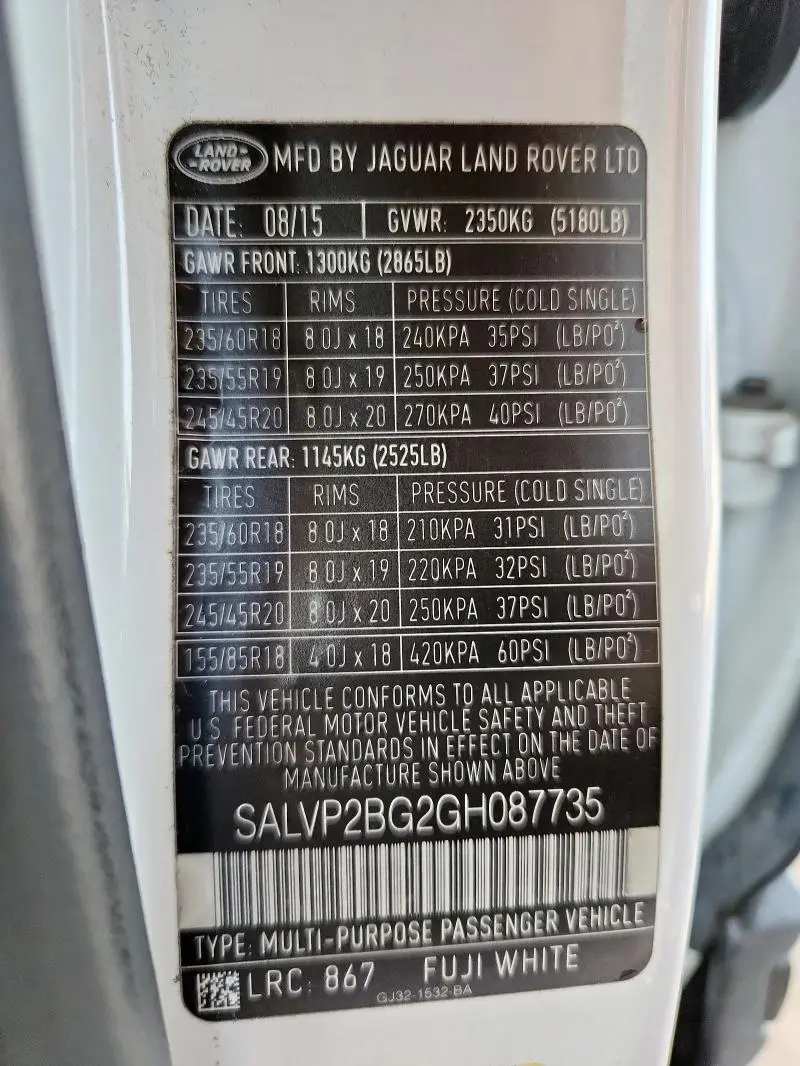 LAND-
-ROVER
MFD BY JAGUAR LAND ROVER LTD
DATE: 08/15 GVWR: 2350KG (5180LB)
GAWR FRONT: 1300KG (2865LB)
TIRES RIMS PRESSURE (COLD SINGLE)
235/60R18 8.0J x 18 240KPA 35PSI (LB/PO²)
235/55R19 8.0J x 19 250KPA 37PSI (LB/PO²)
245/45R20 8.0J x 20 270KPA 40PSI (LB/PO²)
GAWR REAR: 1145KG (2525LB)
TIRES RIMS PRESSURE (COLD SINGLE)
235/60R18 8.0J x 18 210KPA 31PSI (LB/PO²)
235/55R19 8.0J x 19 220KPA 32PSI (LB/PO²)
245/45R20 8.0J x 20 250KPA 37PSI (LB/PO²)
155/85R18 4.0J x 18 420KPA 60PSI (LB/PO²)
THIS VEHICLE CONFORMS TO ALL APPLICABLE
U.S. FEDERAL MOTOR VEHICLE SAFETY AND THEFT
PREVENTION STANDARDS IN EFFECT ON THE DATE OF
MANUFACTURE SHOWN ABOVE
SALVP2BG2GH087735
TYPE: MULTI-PURPOSE PASSENGER VEHICLE
LRC: 867 FUJI WHITE
GJ32-1532-BA